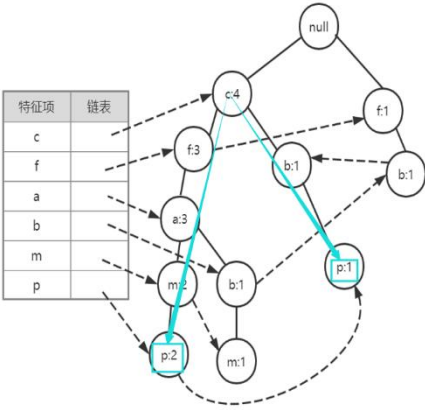 null
c:4
特征项 链表
f:1
c
f:3
f
b:1
b:1
a
a:3
b
m
m:2
b:1
p:1
p
p:2
m:1